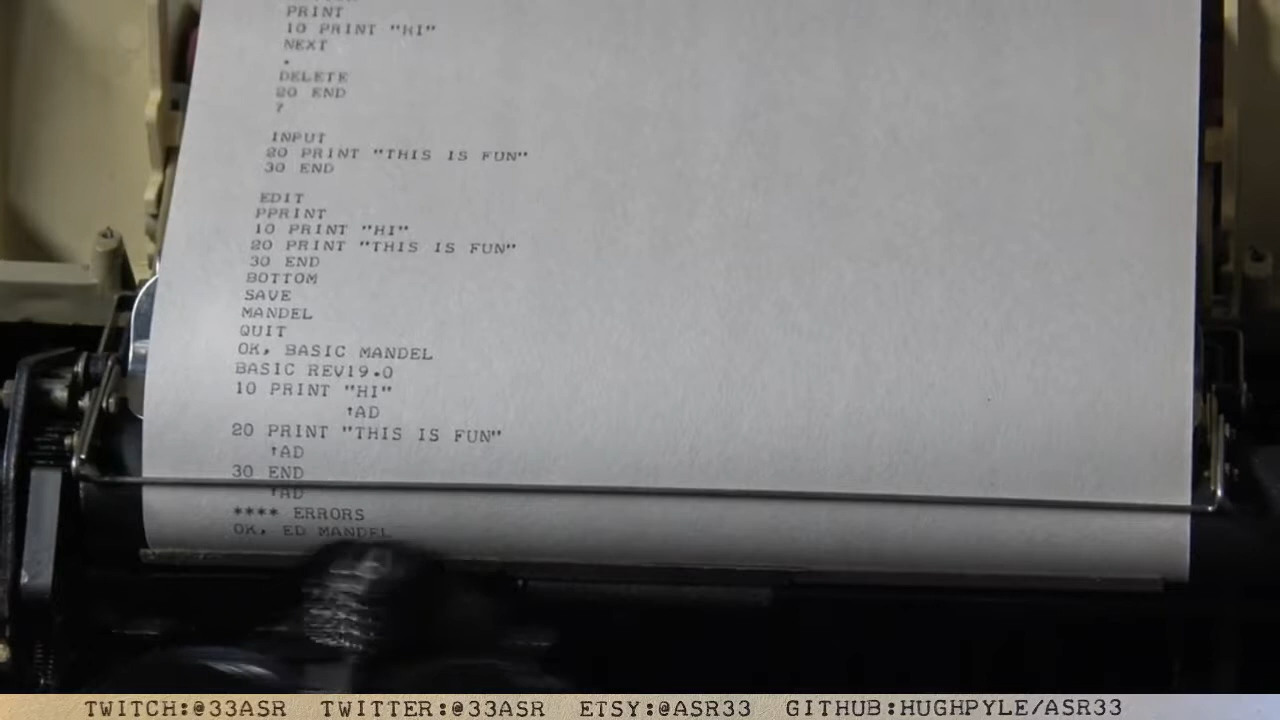 PRINT
10 PRINT "HI"
NEXT
.
DELETE
20 END
?
INPUT
20 PRINT "THIS IS FUN"
30 END
EDIT
PPRINT
10 PRINT "HI"
20 PRINT "THIS IS FUN"
30 END
BOTTOM
SAVE
MANDEL
QUIT
OK, BASIC MANDEL
BASIC REV19.0
10 PRINT "HI"
↑AD
20 PRINT "THIS IS FUN"
↑AD
30 END
↑AD
**** ERRORS
OK, ED MANDEL
TWITCH:@33ASR TWITTER:@33ASR ETSY:@ASR33 GITHUB:HUGHPYLE/ASR33